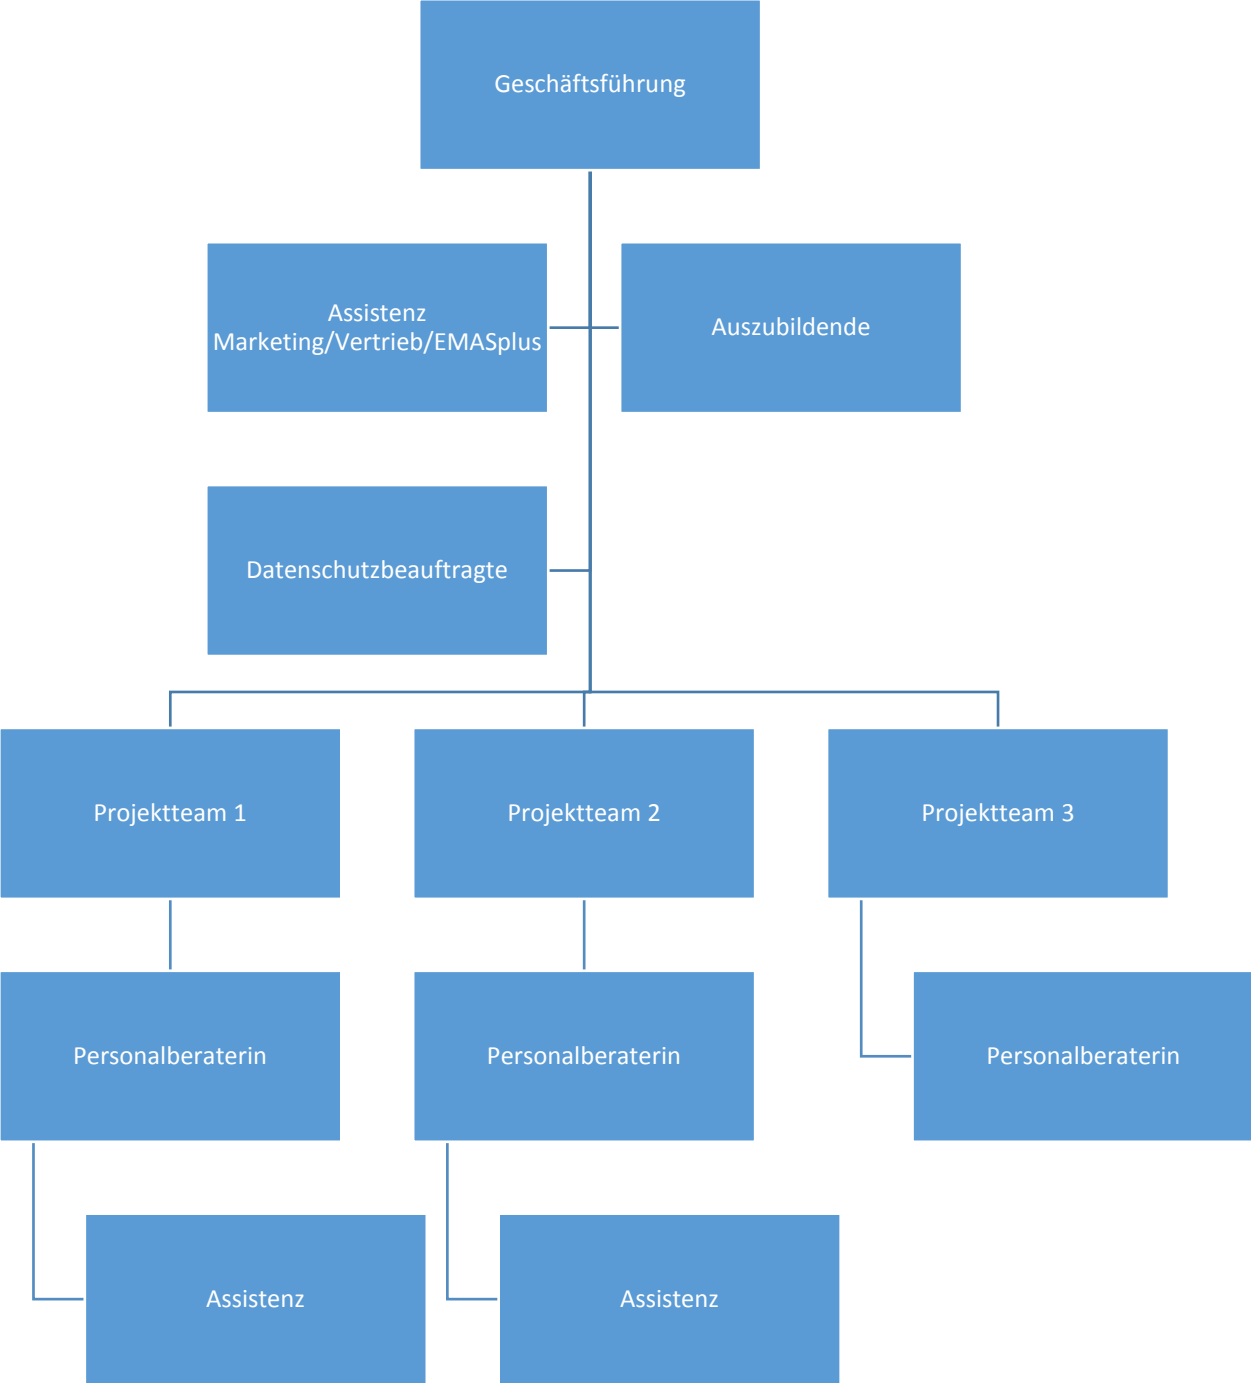 Geschäftsführung
Assistenz
Marketing/Vertrieb/EMASplus
Auszubildende
Datenschutzbeauftragte
Projektteam 1
Projektteam 2
Projektteam 3
Personalberaterin
Personalberaterin
Personalberaterin
Assistenz
Assistenz